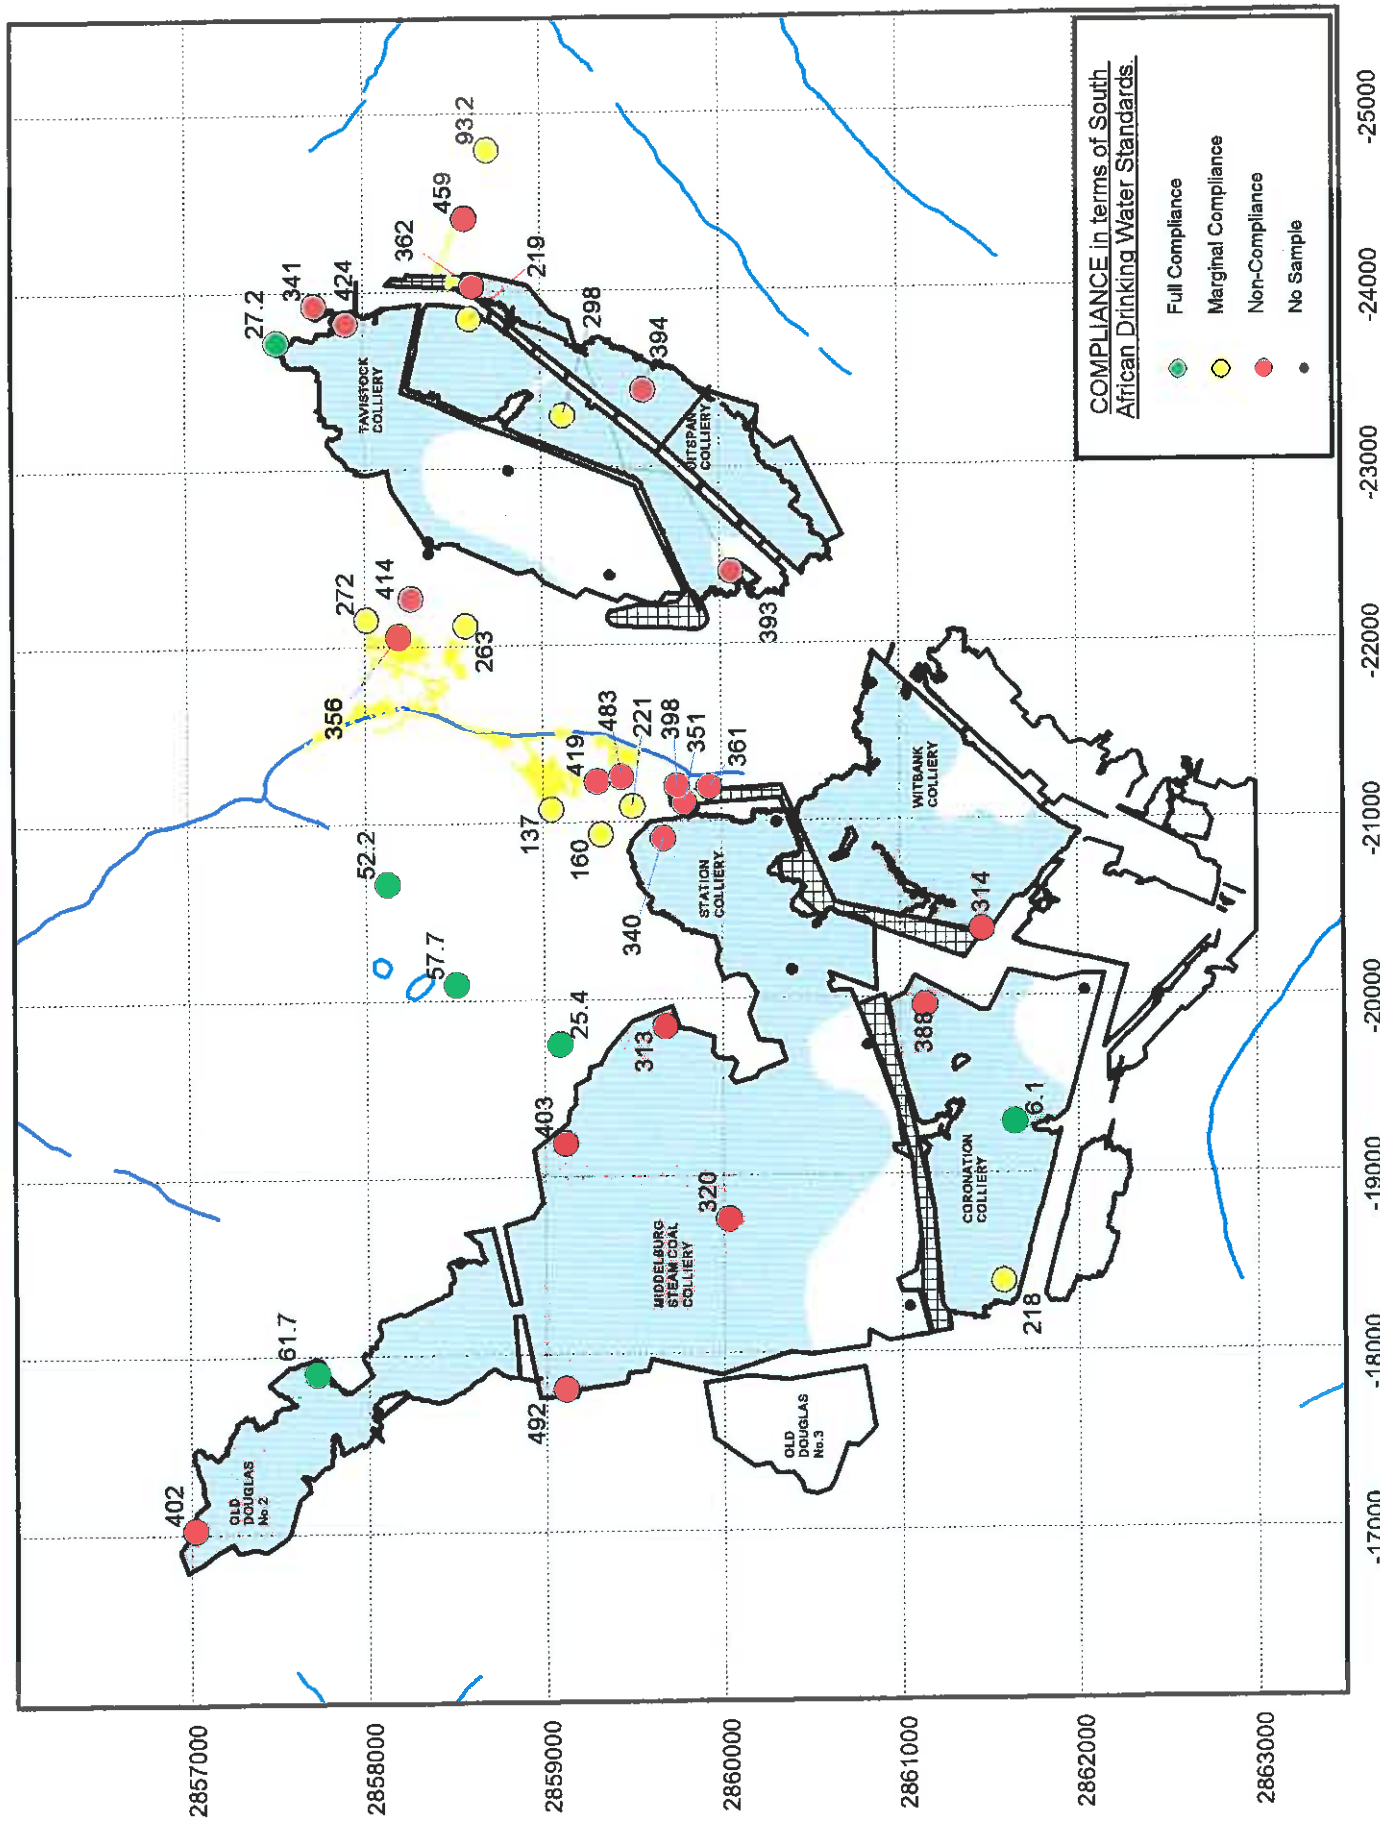 COMPLIANCE in terms of South
African Drinking Water Standards.
Full Compliance
Marginal Compliance
Non-Compliance
No Sample
-25000
-24000
-23000
-22000
-21000
-20000
-19000
-18000
-17000
2857000
2858000
2859000
2860000
2861000
2862000
2863000
93.2
459
362
219
341
424
27.2
298
394
TAVISTOCK
COLLIERY
UITSPAN
COLLIERY
393
272
414
263
356
483
221
398
351
361
419
137
160
52.2
57.7
340
STATION
COLLIERY
WITBANK
COLLIERY
314
25.4
313
403
388
6.1
320
CORONATION
COLLIERY
MIDDELBURG
STEAM COAL
COLLIERY
218
61.7
492
OLD
DOUGLAS
No.3
402
OLD
DOUGLAS
No 2